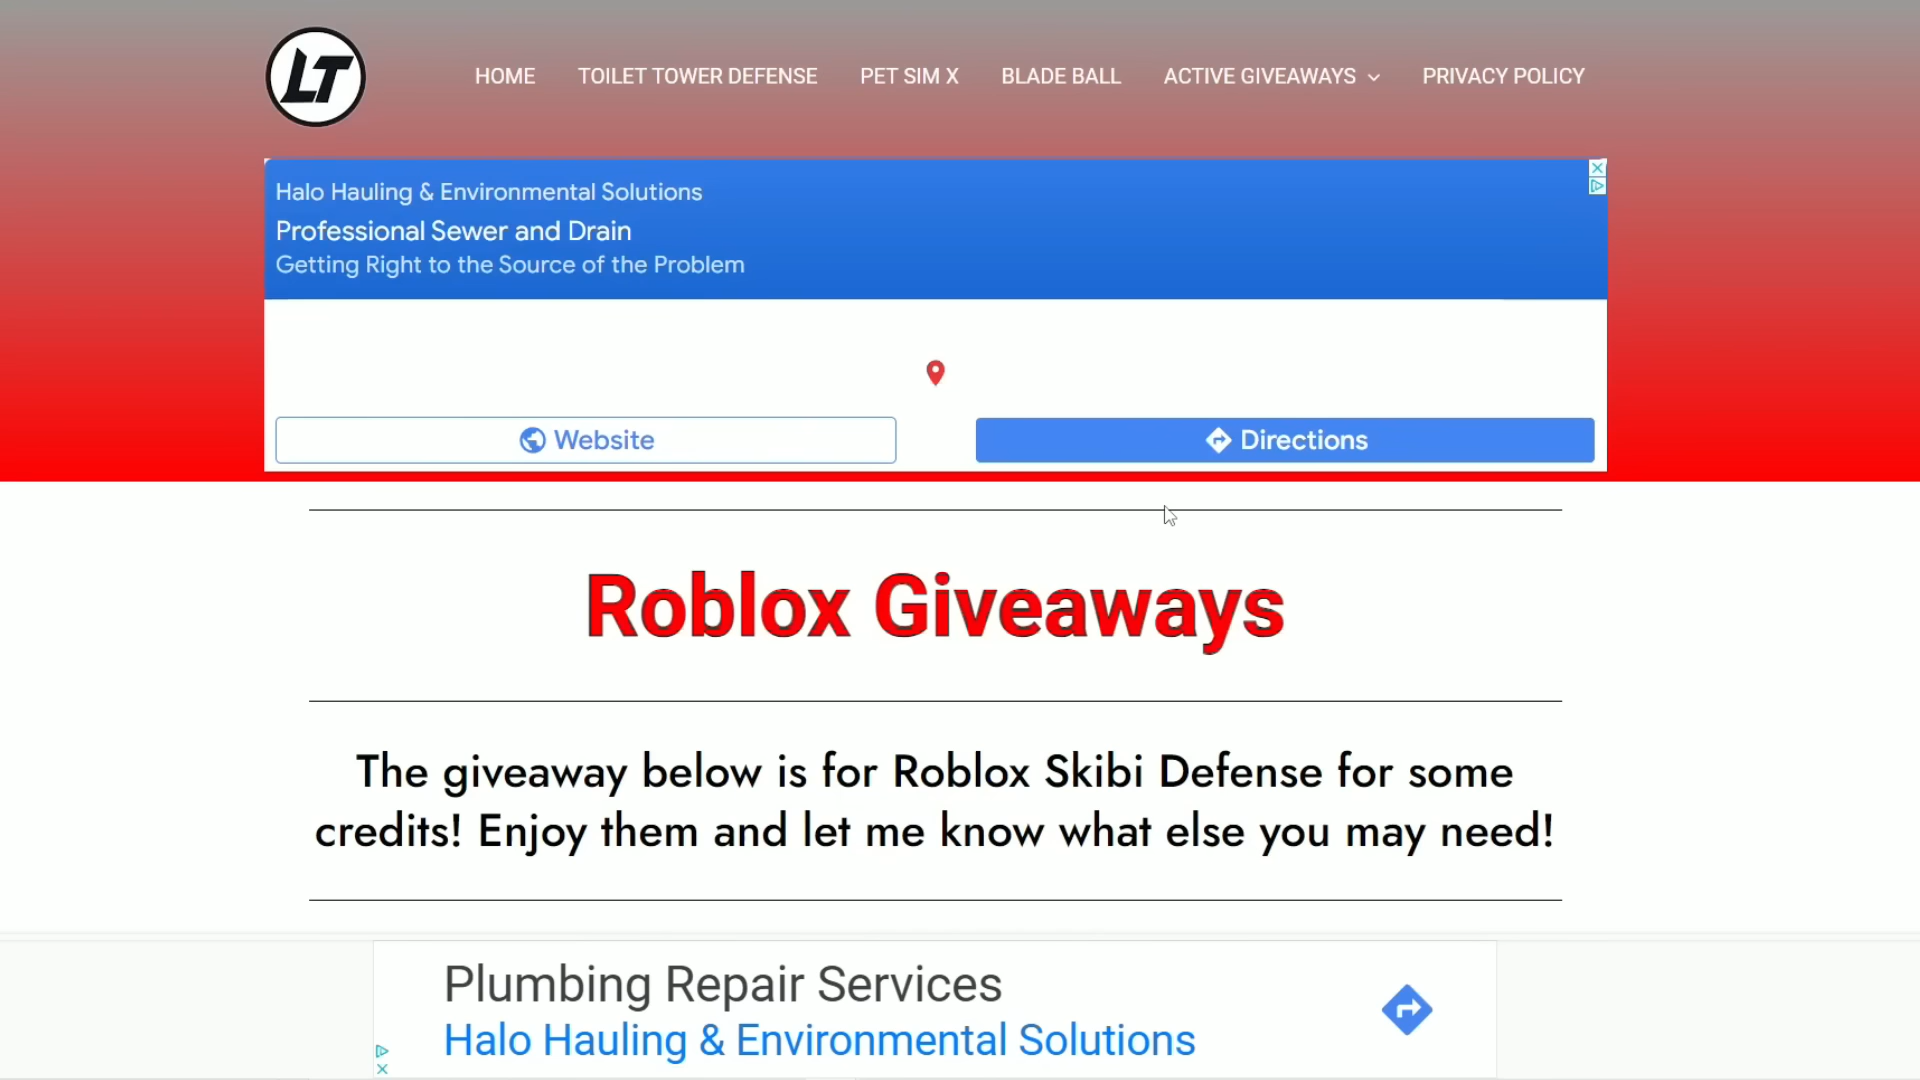 LT
HOME TOILET TOWER DEFENSE PET SIM X BLADE BALL ACTIVE GIVEAWAYS PRIVACY POLICY
Halo Hauling & Environmental Solutions
Professional Sewer and Drain
Getting Right to the Source of the Problem
Website Directions
Roblox Giveaways
The giveaway below is for Roblox Skibi Defense for some
credits! Enjoy them and let me know what else you may need!
Plumbing Repair Services
Halo Hauling & Environmental Solutions